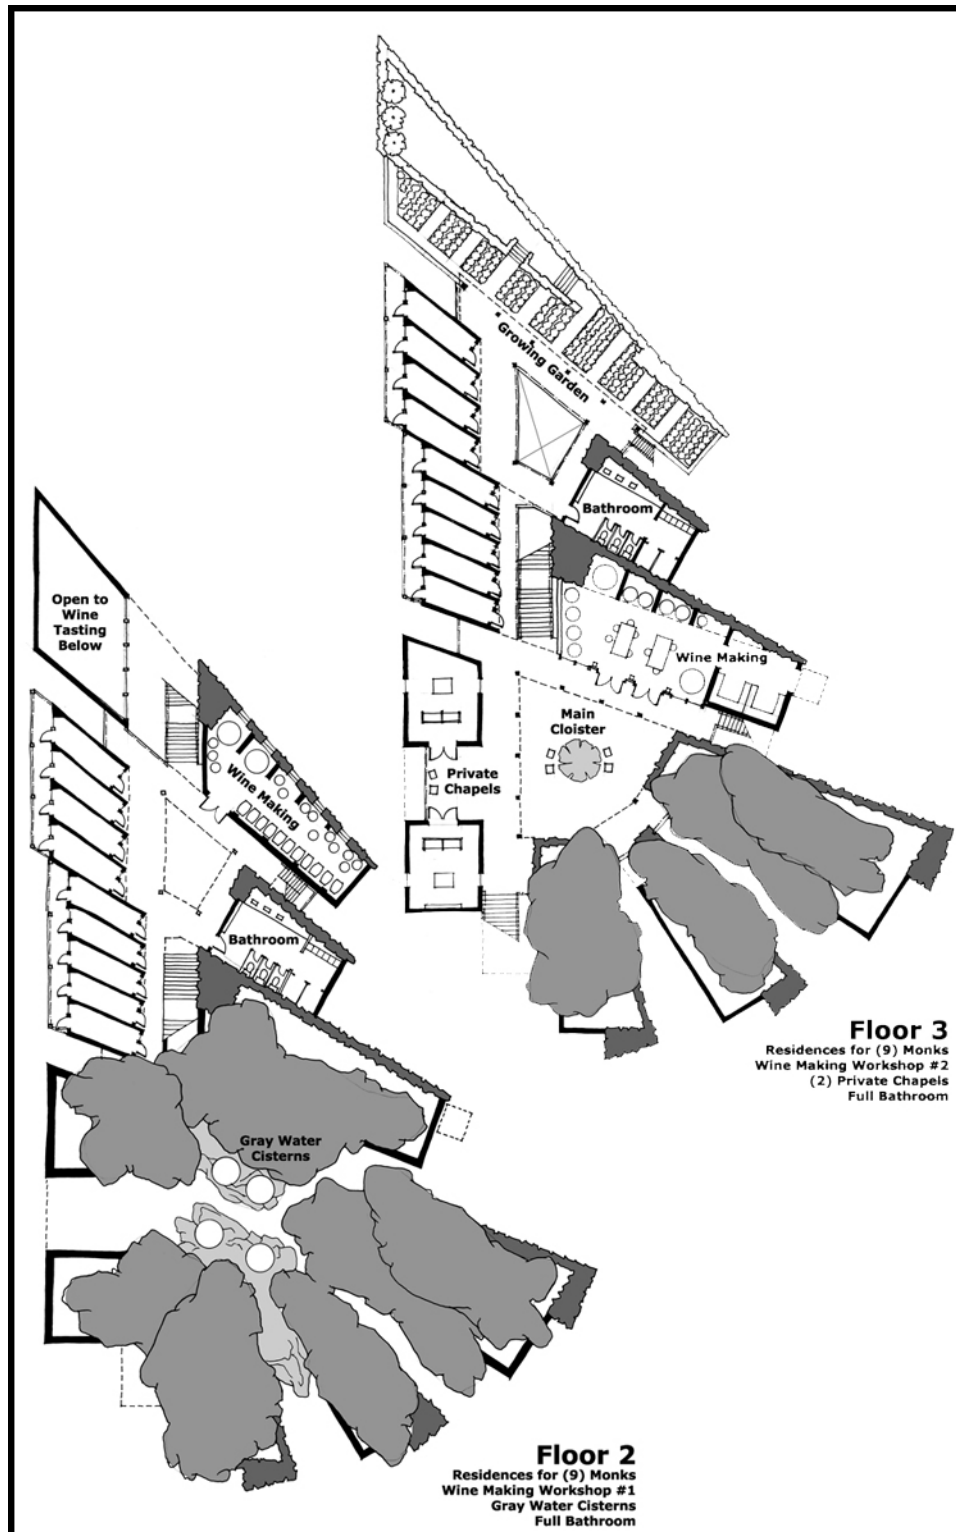 Growing Garden
Bathroom
Wine Making
Main
Cloister
Private
Chapels
Floor 3
Residences for (9) Monks
Wine Making Workshop #2
(2) Private Chapels
Full Bathroom
Open to
Wine
Tasting
Below
Wine Making
Bathroom
Gray Water
Cisterns
Floor 2
Residences for (9) Monks
Wine Making Workshop #1
Gray Water Cisterns
Full Bathroom